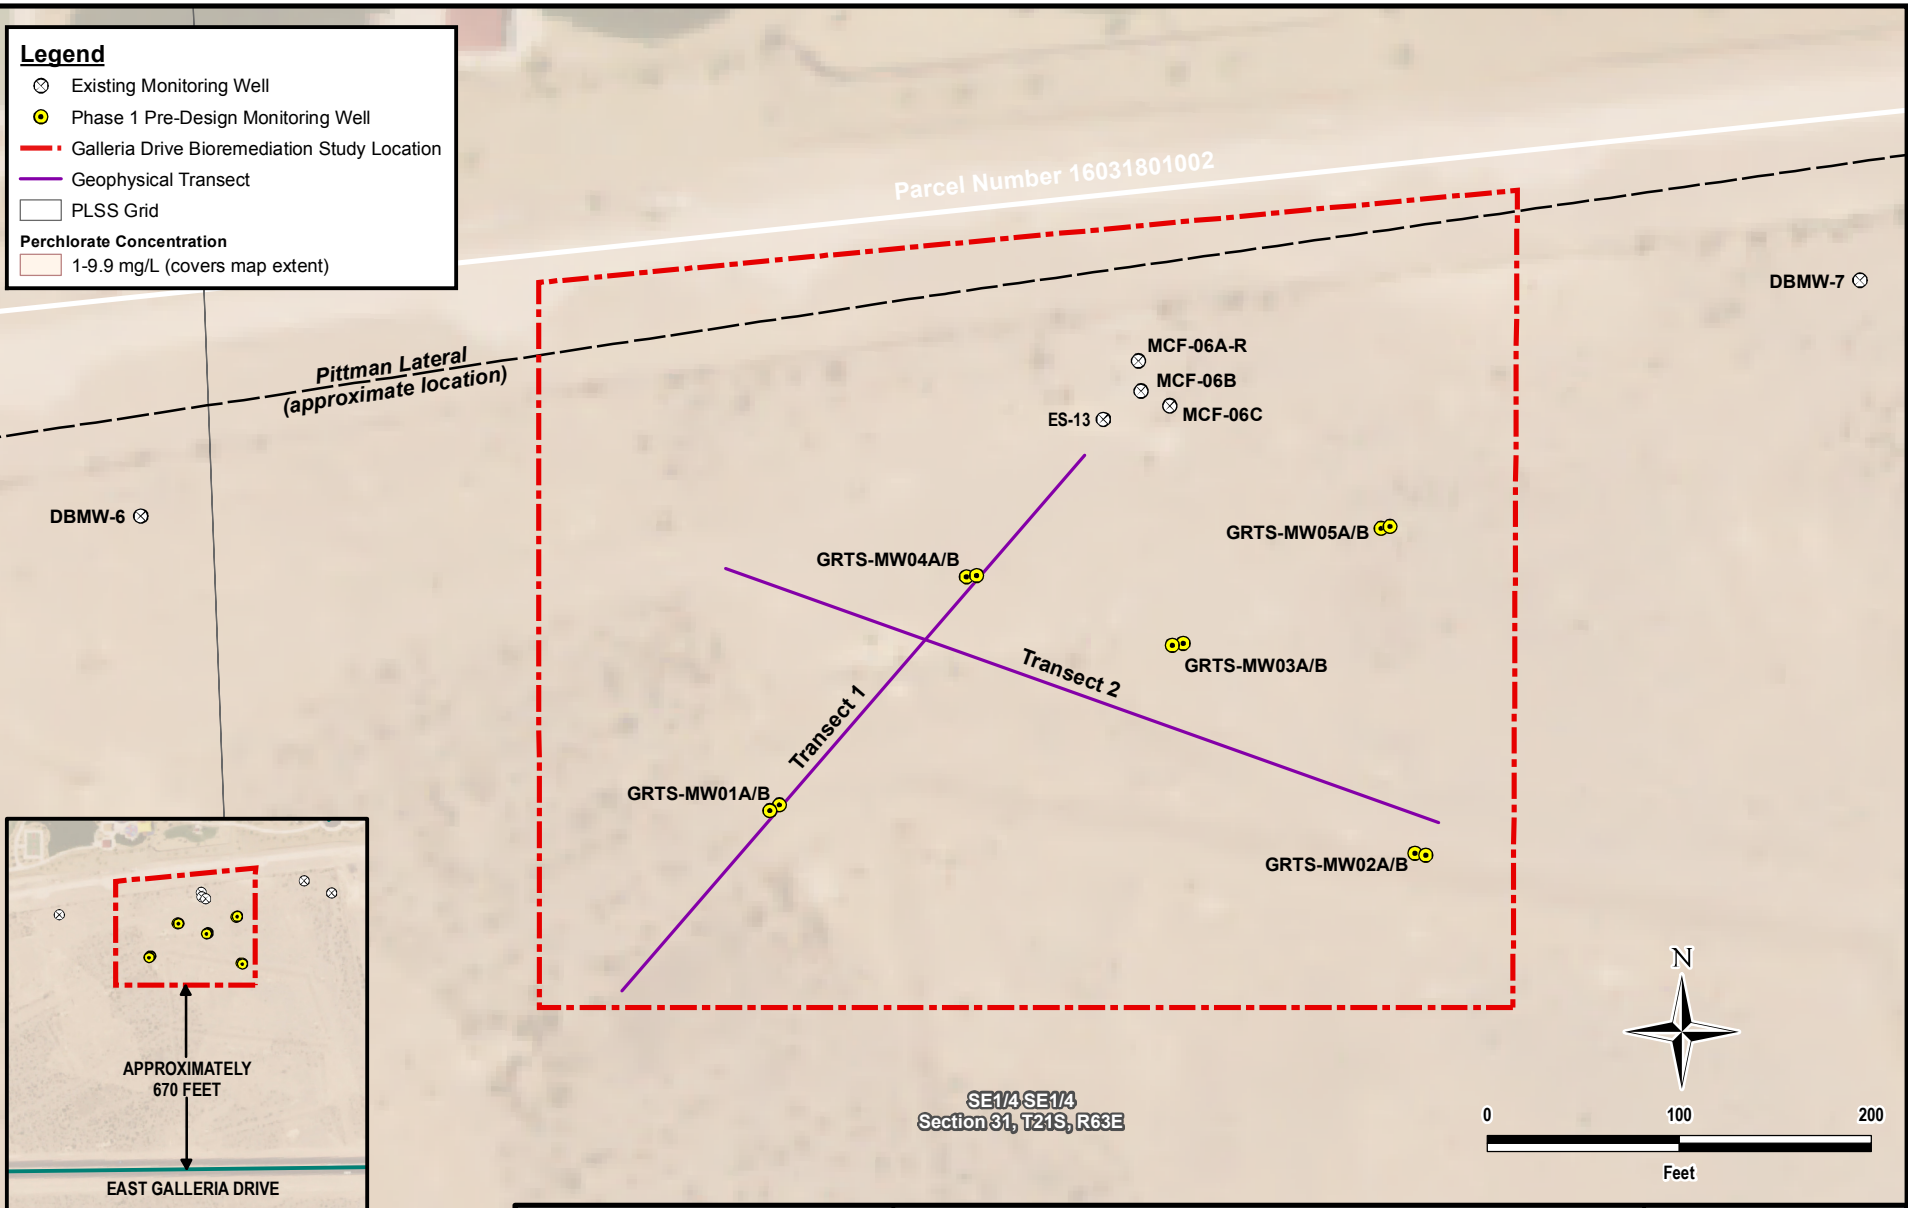 Legend
Existing Monitoring Well
Phase 1 Pre-Design Monitoring Well
Galleria Drive Bioremediation Study Location
Geophysical Transect
PLSS Grid
Perchlorate Concentration
1-9.9 mg/L (covers map extent)
Parcel Number 16031801002
Pittman Lateral
(approximate location)
DBMW-7
MCF-06A-R
MCF-06B
MCF-06C
ES-13
DBMW-6
GRTS-MW05A/B
GRTS-MW04A/B
GRTS-MW03A/B
Transect 2
Transect 1
GRTS-MW01A/B
GRTS-MW02A/B
APPROXIMATELY
670 FEET
EAST GALLERIA DRIVE
SE1/4 SE1/4
Section 31, T21S, R63E
N
0 100 200
Feet